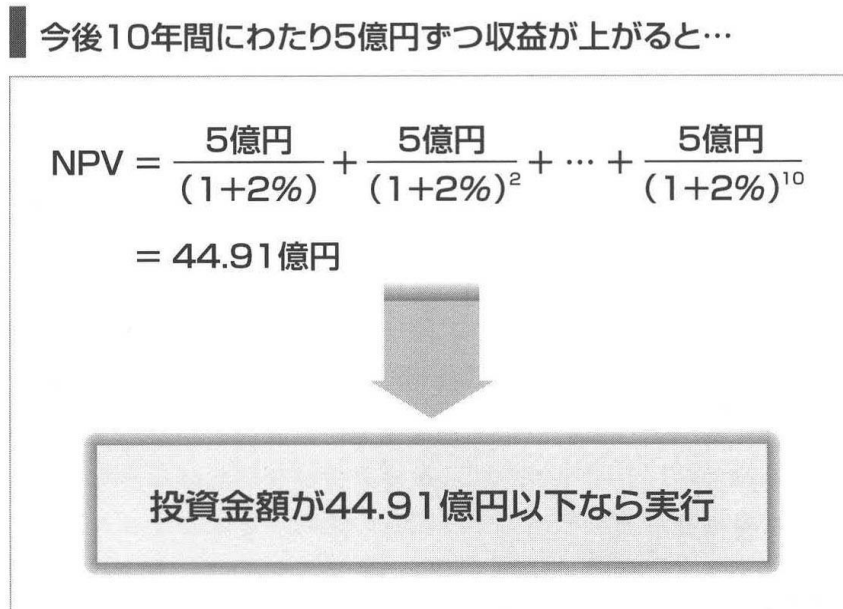 今後10年間にわたり5億円ずつ収益が上がると…
NPV = 5億円/(1+2%) + 5億円/(1+2%)² + … + 5億円/(1+2%)¹⁰
= 44.91億円
投資金額が44.91億円以下なら実行